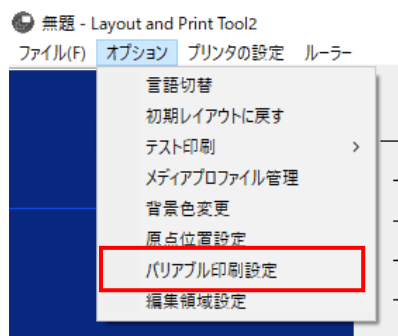 無題 - Layout and Print Tool2
ファイル(F) オプション プリンタの設定 ルーラー
言語切替
初期レイアウトに戻す
テスト印刷 >
メディアプロファイル管理
背景色変更
原点位置設定
バリアブル印刷設定
編集領域設定